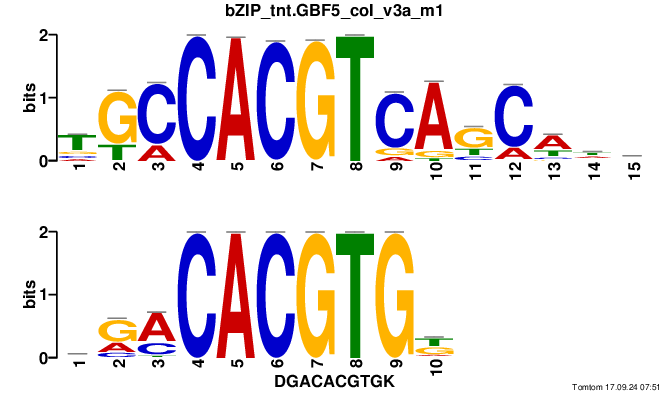 bZIP_tnt.GBF5_col_v3a_m1
2
1
0
bits
TGCCACGTCAGCA
1 2 3 4 5 6 7 8 9 10 11 12 13 14 15
2
1
0
bits
GACACGTGT
1 2 3 4 5 6 7 8 9 10
DGACACGTGK
Tomtom 17.09.24 07:51